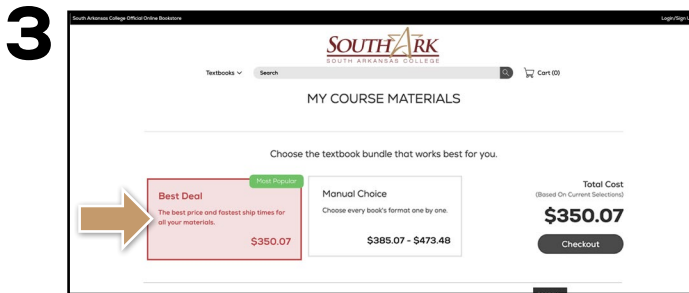 3
South Arkansas College Official Online Bookstore
Login/Sign U
SOUTH ARK
SOUTH ARKANSAS COLLEGE
Textbooks
Search
Cart (0)
MY COURSE MATERIALS
Choose the textbook bundle that works best for you.
Most Popular
Best Deal
The best price and fastest ship times for
all your materials.
$350.07
Manual Choice
Choose every book's format one by one.
$385.07 - $473.48
Total Cost
(Based On Current Selections)
$350.07
Checkout